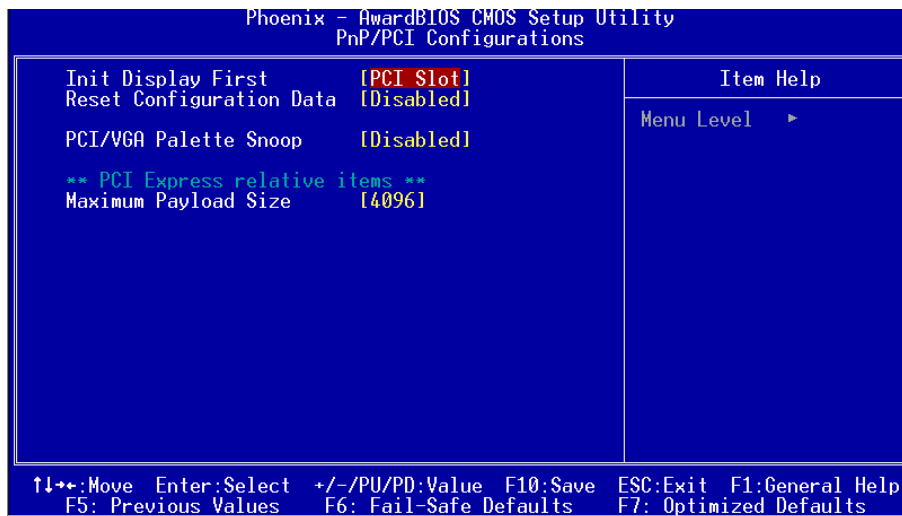 Phoenix - AwardBIOS CMOS Setup Utility
PnP/PCI Configurations
Init Display First [PCI Slot]
Reset Configuration Data [Disabled]
PCI/VGA Palette Snoop [Disabled]
** PCI Express relative items **
Maximum Payload Size [4096]
Item Help
Menu Level ►
↑↓→←:Move Enter:Select +/-/PU/PD:Value F10:Save ESC:Exit F1:General Help
F5: Previous Values F6: Fail-Safe Defaults F7: Optimized Defaults